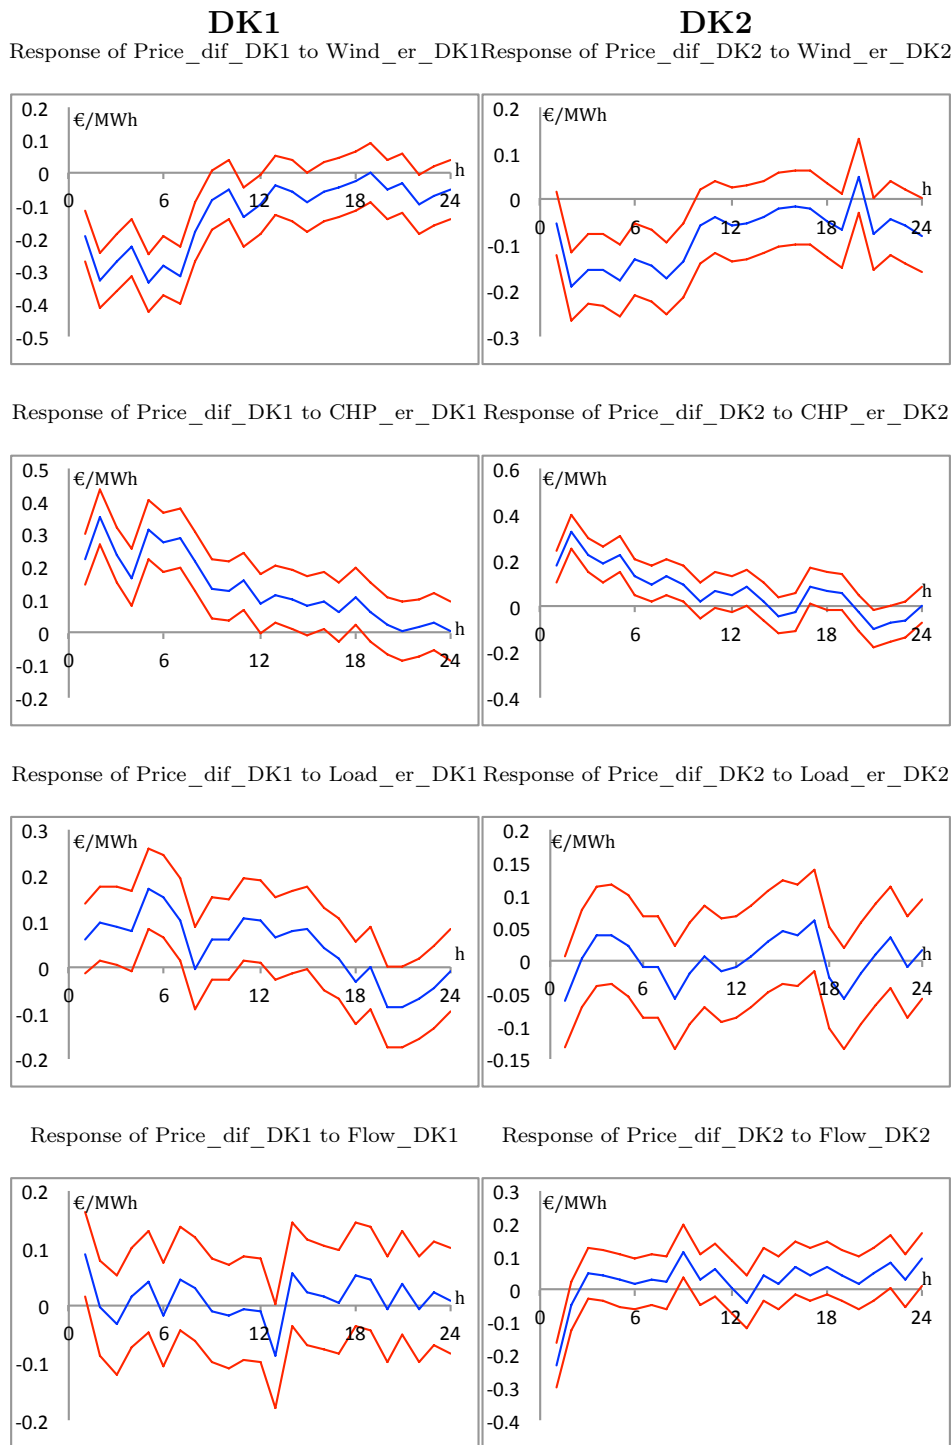 DK1 DK2
Response of Price_dif_DK1 to Wind_er_DK1 Response of Price_dif_DK2 to Wind_er_DK2
0.2
€/MWh
0.1
0
-0.1
-0.2
-0.3
-0.4
-0.5
0 6 12 18 24
h
0.2
€/MWh
0.1
0
-0.1
-0.2
-0.3
0 6 12 18 24
h
Response of Price_dif_DK1 to CHP_er_DK1 Response of Price_dif_DK2 to CHP_er_DK2
0.5
€/MWh
0.4
0.3
0.2
0.1
0
-0.1
-0.2
0 6 12 18 24
h
0.6
€/MWh
0.4
0.2
0
-0.2
-0.4
0 6 12 18 24
h
Response of Price_dif_DK1 to Load_er_DK1 Response of Price_dif_DK2 to Load_er_DK2
0.3
€/MWh
0.2
0.1
0
-0.1
-0.2
0 6 12 18 24
h
0.2
€/MWh
0.15
0.1
0.05
0
-0.05
-0.1
-0.15
0 6 12 18 24
h
Response of Price_dif_DK1 to Flow_DK1 Response of Price_dif_DK2 to Flow_DK2
0.2
€/MWh
0.1
0
-0.1
-0.2
0 6 12 18 24
h
0.3
€/MWh
0.2
0.1
0
-0.1
-0.2
-0.3
-0.4
0 6 12 18 24
h